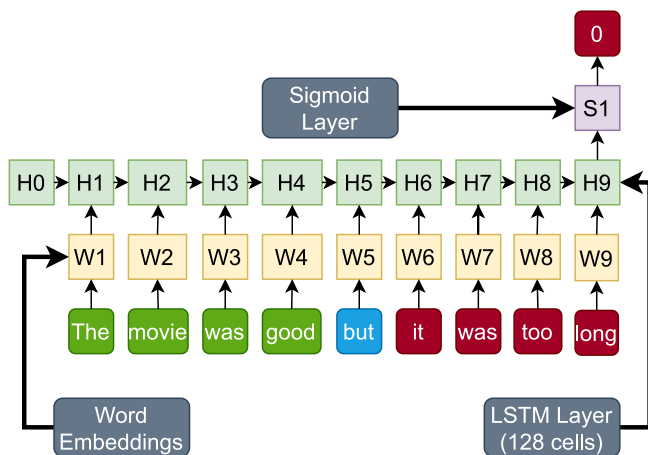 0
Sigmoid
Layer
S1
H0 H1 H2 H3 H4 H5 H6 H7 H8 H9
W1 W2 W3 W4 W5 W6 W7 W8 W9
The movie was good but it was too long
Word
Embeddings
LSTM Layer
(128 cells)